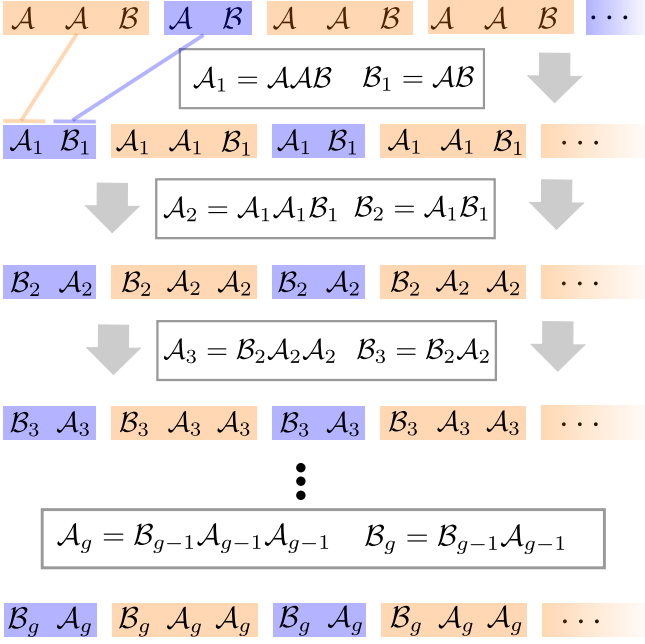 𝒜 𝒜 ℬ 𝒜 ℬ 𝒜 𝒜 ℬ 𝒜 𝒜 ℬ ···
𝒜₁ = 𝒜𝒜ℬ ℬ₁ = 𝒜ℬ
𝒜₁ ℬ₁ 𝒜₁ 𝒜₁ ℬ₁ 𝒜₁ ℬ₁ 𝒜₁ 𝒜₁ ℬ₁ ···
𝒜₂ = 𝒜₁𝒜₁ℬ₁ ℬ₂ = 𝒜₁ℬ₁
ℬ₂ 𝒜₂ ℬ₂ 𝒜₂ 𝒜₂ ℬ₂ 𝒜₂ ℬ₂ 𝒜₂ 𝒜₂ ···
𝒜₃ = ℬ₂𝒜₂𝒜₂ ℬ₃ = ℬ₂𝒜₂
ℬ₃ 𝒜₃ ℬ₃ 𝒜₃ 𝒜₃ ℬ₃ 𝒜₃ ℬ₃ 𝒜₃ 𝒜₃ ···
⋮
𝒜_g = ℬ_{g−1}𝒜_{g−1}𝒜_{g−1} ℬ_g = ℬ_{g−1}𝒜_{g−1}
ℬ_g 𝒜_g ℬ_g 𝒜_g 𝒜_g ℬ_g 𝒜_g ℬ_g 𝒜_g 𝒜_g ···